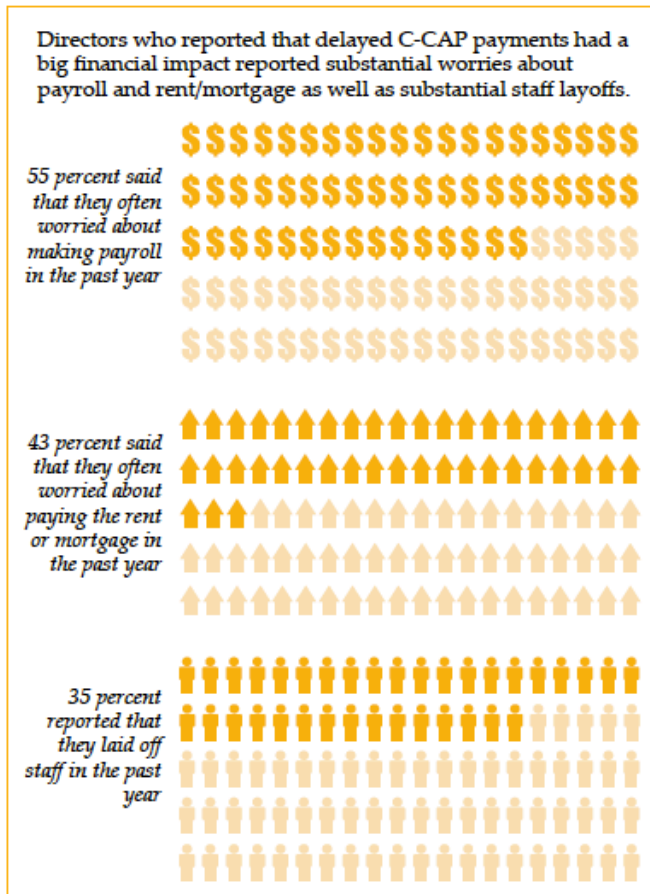 Directors who reported that delayed C-CAP payments had a
big financial impact reported substantial worries about
payroll and rent/mortgage as well as substantial staff layoffs.
55 percent said
that they often
worried about
making payroll
in the past year
43 percent said
that they often
worried about
paying the rent
or mortgage in
the past year
35 percent
reported that
they laid off
staff in the past
year